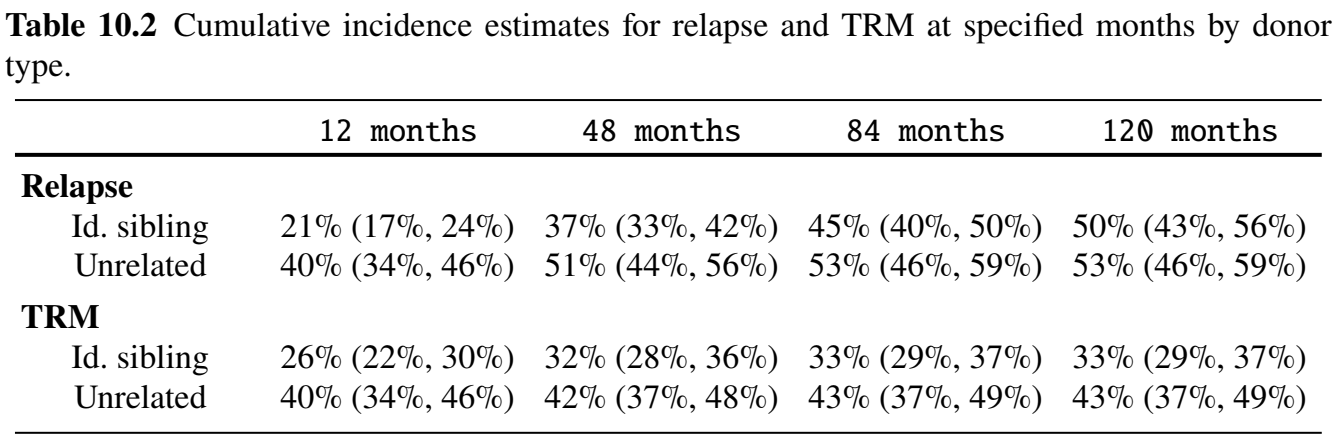 Table 10.2 Cumulative incidence estimates for relapse and TRM at specified months by donor
type.
12 months 48 months 84 months 120 months
Relapse
Id. sibling 21% (17%, 24%) 37% (33%, 42%) 45% (40%, 50%) 50% (43%, 56%)
Unrelated 40% (34%, 46%) 51% (44%, 56%) 53% (46%, 59%) 53% (46%, 59%)
TRM
Id. sibling 26% (22%, 30%) 32% (28%, 36%) 33% (29%, 37%) 33% (29%, 37%)
Unrelated 40% (34%, 46%) 42% (37%, 48%) 43% (37%, 49%) 43% (37%, 49%)